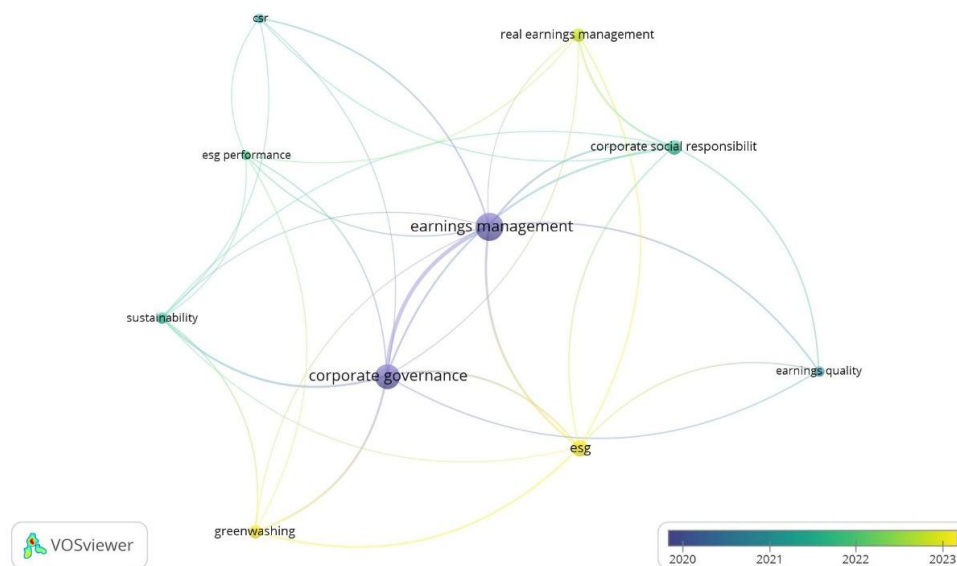 csr
real earnings management
esg performance
corporate social responsibilit
earnings management
sustainability
corporate governance
earnings quality
esg
greenwashing
VOSviewer
2020 2021 2022 2023